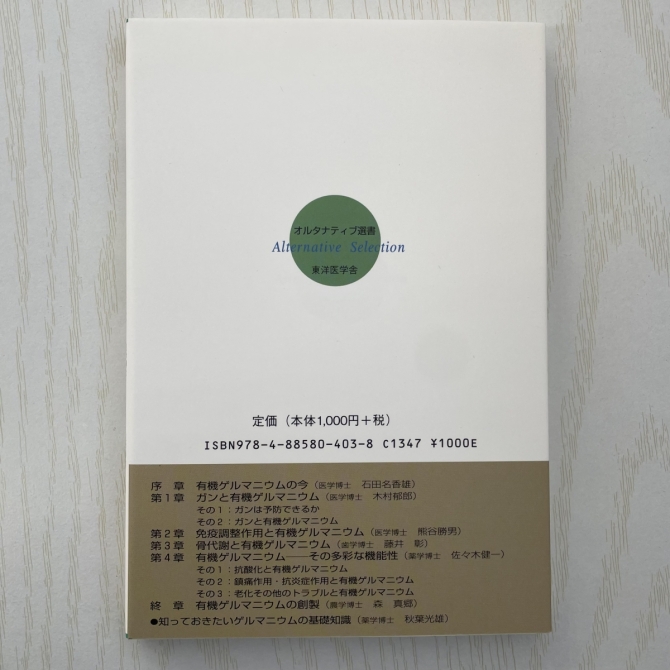 オルタナティブ選書
Alternative・Selection
東洋医学舎
定価（本体1,000円＋税）
ISBN978-4-88580-403-8 C1347 ¥1000E
序 章 有機ゲルマニウムの今（医学博士 石田名香雄）
第1章 ガンと有機ゲルマニウム（医学博士 木村郁郎）
その1：ガンは予防できるか
その2：ガンと有機ゲルマニウム
第2章 免疫調整作用と有機ゲルマニウム（医学博士 熊谷勝男）
第3章 骨代謝と有機ゲルマニウム（歯学博士 藤井 彰）
第4章 有機ゲルマニウム――その多彩な機能性（薬学博士 佐々木健一）
その1：抗酸化と有機ゲルマニウム
その2：鎮痛作用・抗炎症作用と有機ゲルマニウム
その3：老化その他のトラブルと有機ゲルマニウム
終 章 有機ゲルマニウムの創製（農学博士 森 真郷）
●知っておきたいゲルマニウムの基礎知識（薬学博士 秋葉光雄）